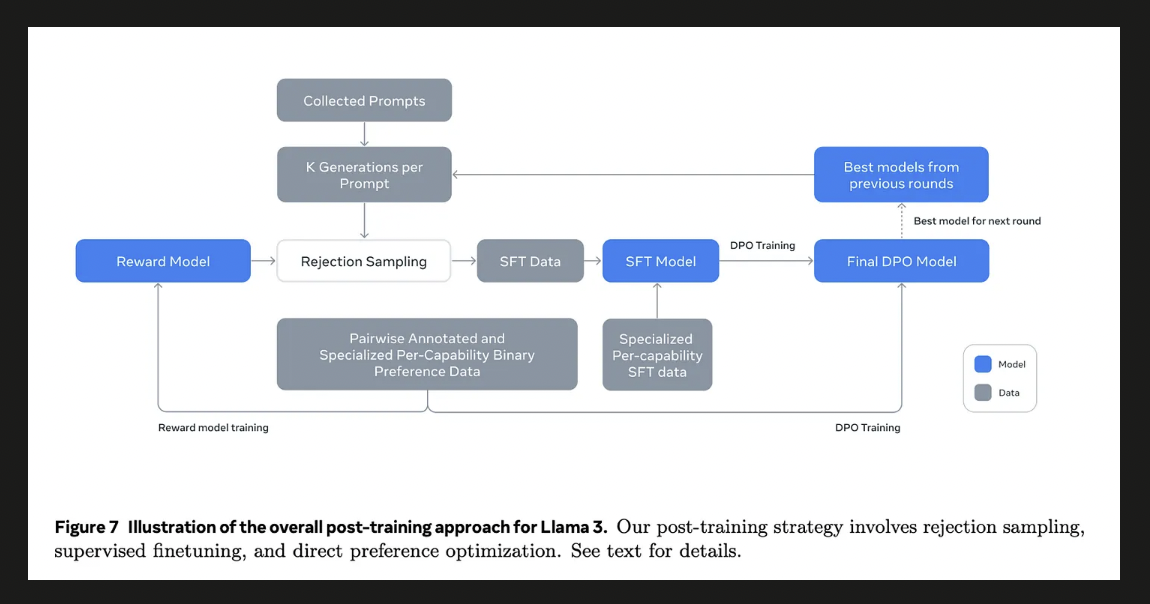 Collected Prompts
K Generations per
Prompt
Best models from
previous rounds
Best model for next round
Reward Model
Rejection Sampling
SFT Data
SFT Model
DPO Training
Final DPO Model
Pairwise Annotated and
Specialized Per-Capability Binary
Preference Data
Specialized
Per-capability
SFT data
Model
Data
Reward model training
DPO Training
Figure 7 Illustration of the overall post-training approach for Llama 3. Our post-training strategy involves rejection sampling,
supervised finetuning, and direct preference optimization. See text for details.